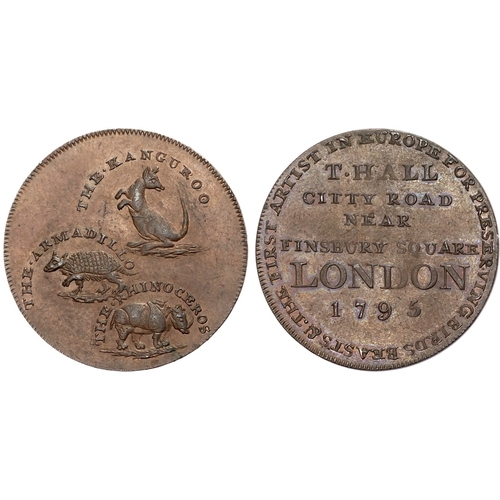 THE·KANGUROO
THE·ARMADILLO
THE RHINOCEROS
T·HALL
CITTY ROAD
NEAR
FINSBURY SQUARE
LONDON
1795
THE FIRST ARTIST IN EUROPE FOR PRESERVING BIRDS, BEASTS, &.